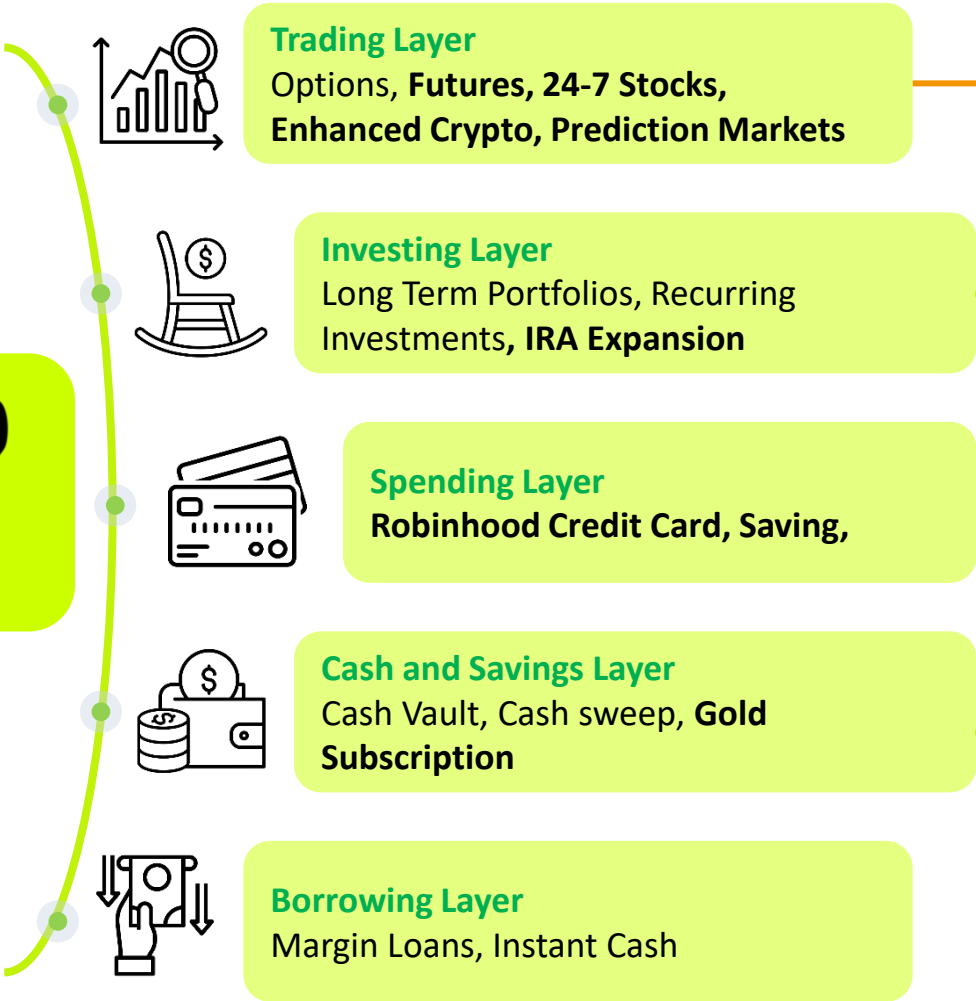 Trading Layer
Options, Futures, 24-7 Stocks,
Enhanced Crypto, Prediction Markets
Investing Layer
Long Term Portfolios, Recurring
Investments, IRA Expansion
Spending Layer
Robinhood Credit Card, Saving,
Cash and Savings Layer
Cash Vault, Cash sweep, Gold
Subscription
Borrowing Layer
Margin Loans, Instant Cash